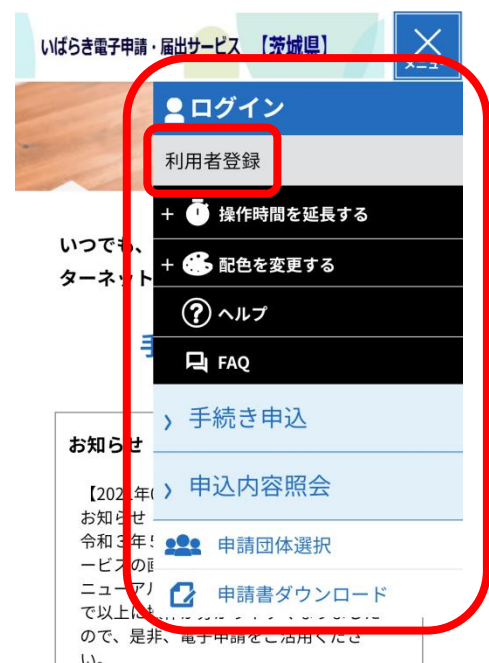 いばらき電子申請・届出サービス 【茨城県】
メニュー
ログイン
利用者登録
+ 操作時間を延長する
いつでも、
+ 配色を変更する
ターネット
? ヘルプ
手
FAQ
› 手続き申込
お知らせ
› 申込内容照会
お知らせ
令和3年5
申請団体選択
ービスの画
ニューアル
申請書ダウンロード
ので、是非、電子申請をご活用くださ
い。